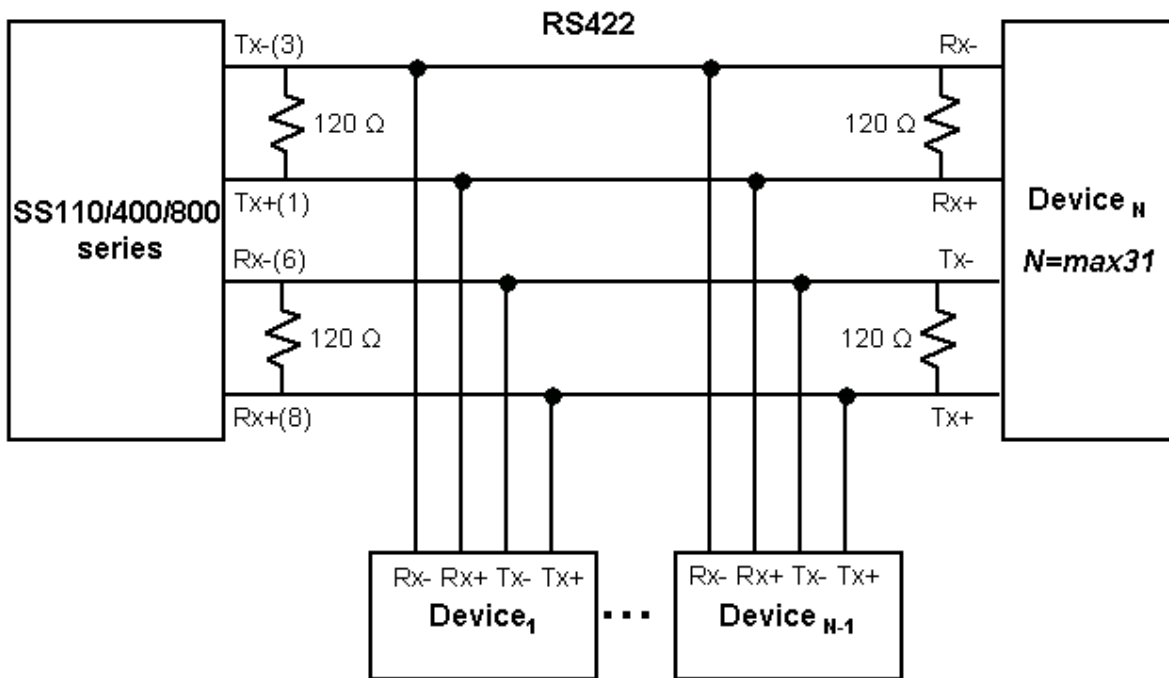 RS422
Tx-(3)
Rx-
120 Ω
120 Ω
Tx+(1)
Rx+
SS110/400/800
series
Device N
N=max31
Rx-(6)
Tx-
120 Ω
120 Ω
Rx+(8)
Tx+
Rx- Rx+ Tx- Tx+
Device1
...
Rx- Rx+ Tx- Tx+
Device N-1